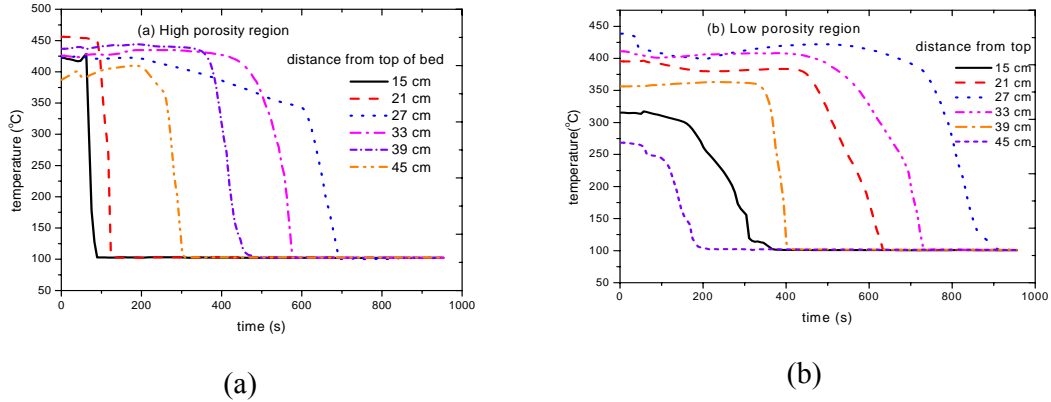 (a) High porosity region
distance from top of bed
15 cm
21 cm
27 cm
33 cm
39 cm
45 cm
500
450
400
350
300
250
200
150
100
50
temperature (°C)
0
200
400
600
800
1000
time (s)
(a)
(b) Low porosity region
distance from top
15 cm
21 cm
27 cm
33 cm
39 cm
45 cm
450
400
350
300
250
200
150
100
50
temperature(°C)
0
200
400
600
800
1000
time (s)
(b)